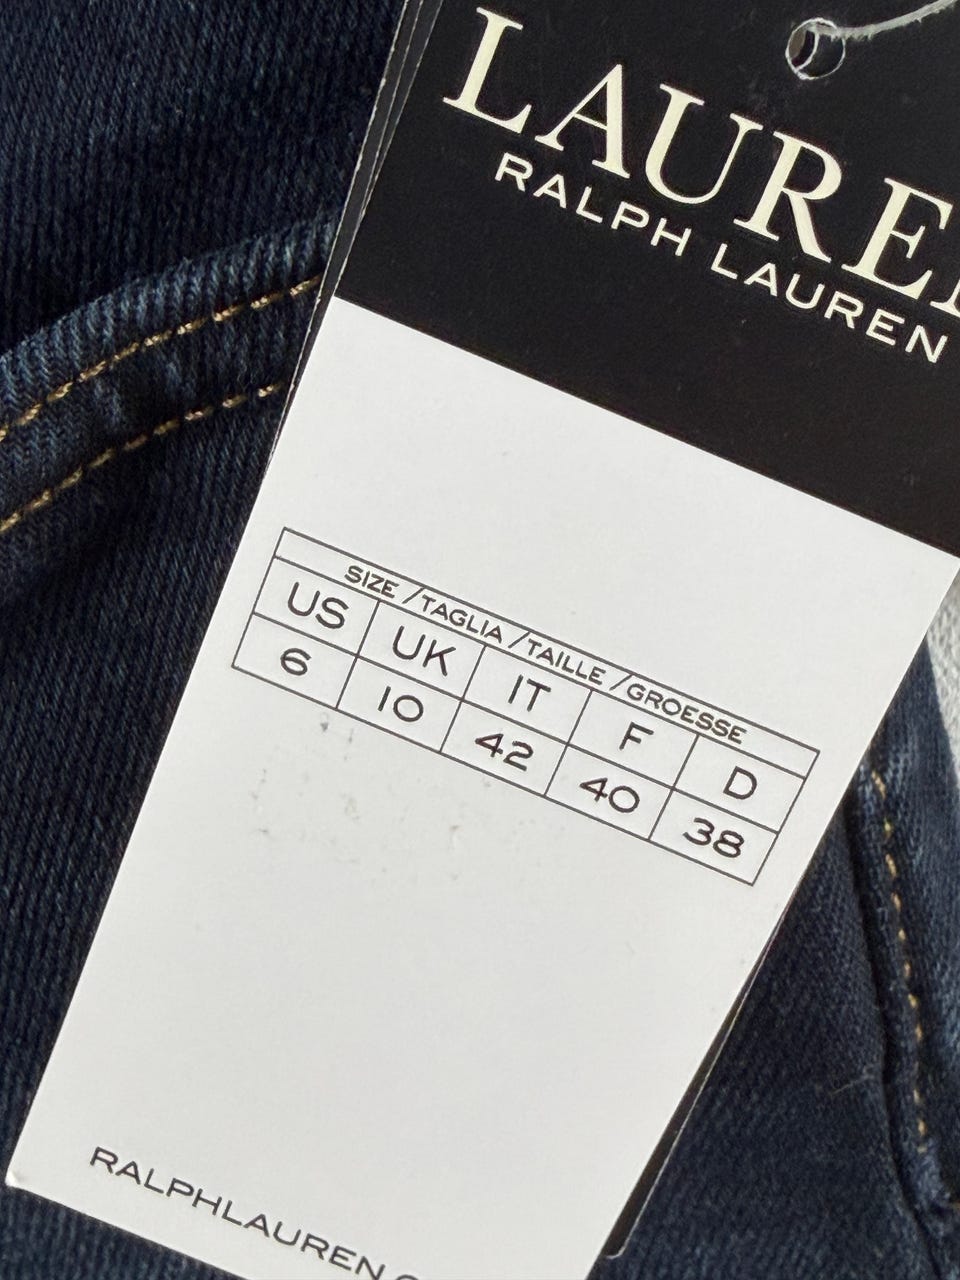 LAUREN
RALPH LAUREN
SIZE / TAGLIA / TAILLE / GROESSE
US UK IT F D
6 10 42 40 38
RALPHLAUREN